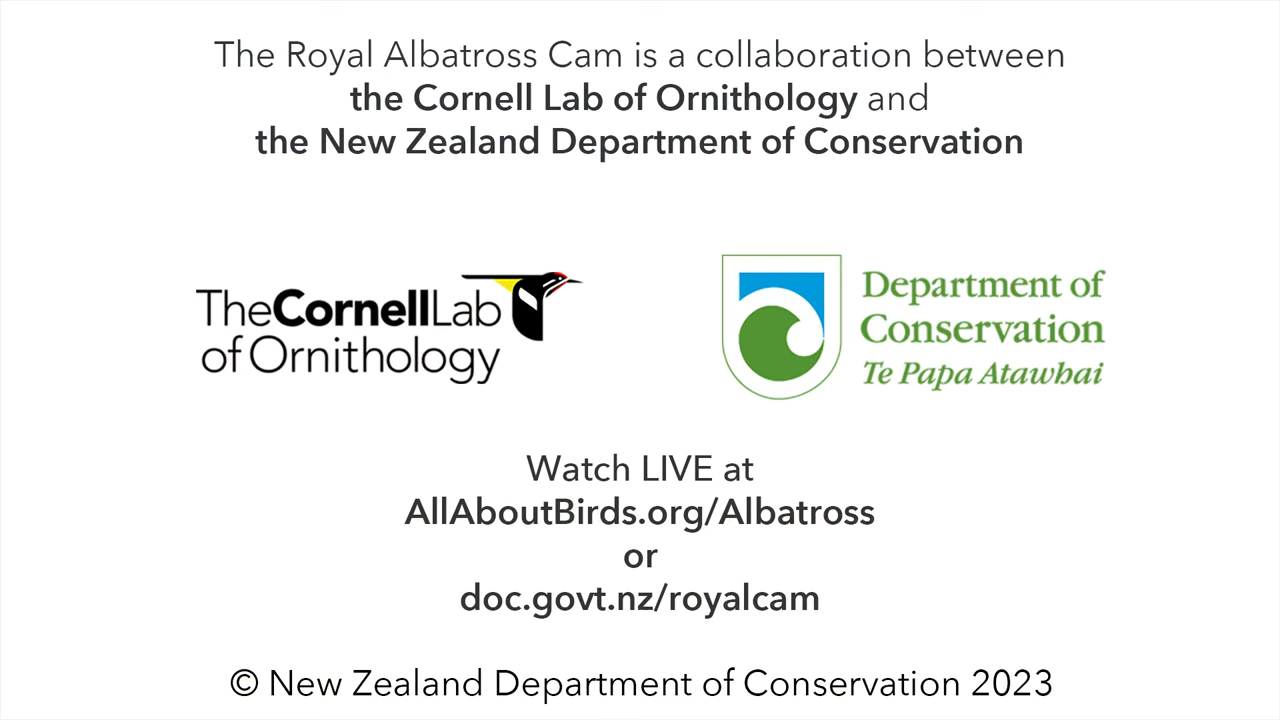 The Royal Albatross Cam is a collaboration between
the Cornell Lab of Ornithology and
the New Zealand Department of Conservation
TheCornellLab
of Ornithology
Department of
Conservation
Te Papa Atawhai
Watch LIVE at
AllAboutBirds.org/Albatross
or
doc.govt.nz/royalcam
© New Zealand Department of Conservation 2023